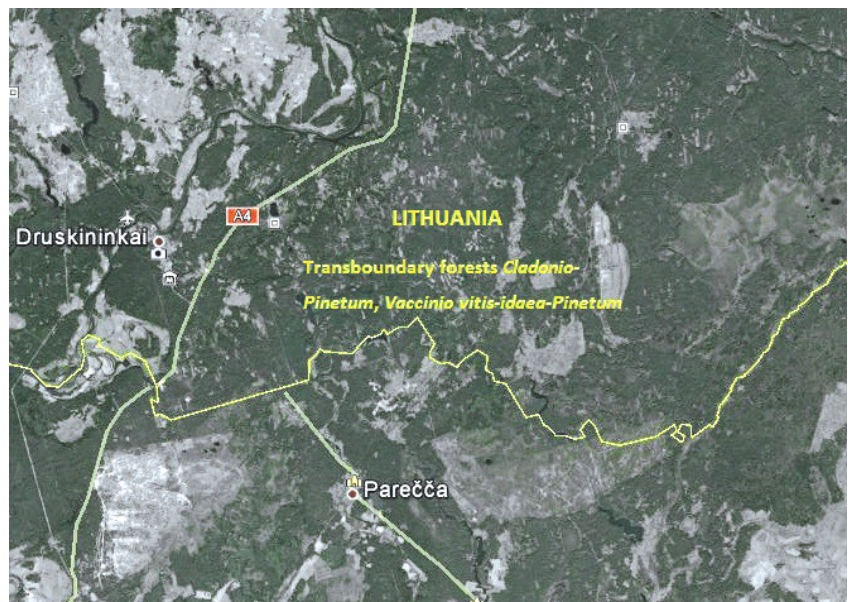 A4
LITHUANIA
Druskininkai
Transboundary forests Cladonio-
Pinetum, Vaccinio vitis-idaea-Pinetum
Parečča